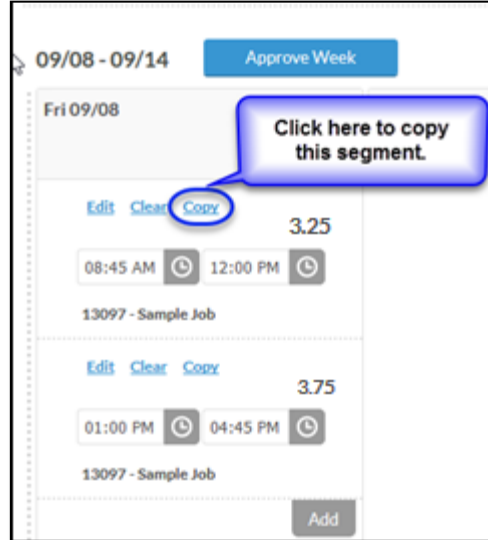 09/08 - 09/14 Approve Week
Fri 09/08
Click here to copy
this segment.
Edit Clear Copy
3.25
08:45 AM 12:00 PM
13097 - Sample Job
Edit Clear Copy
3.75
01:00 PM 04:45 PM
13097 - Sample Job
Add